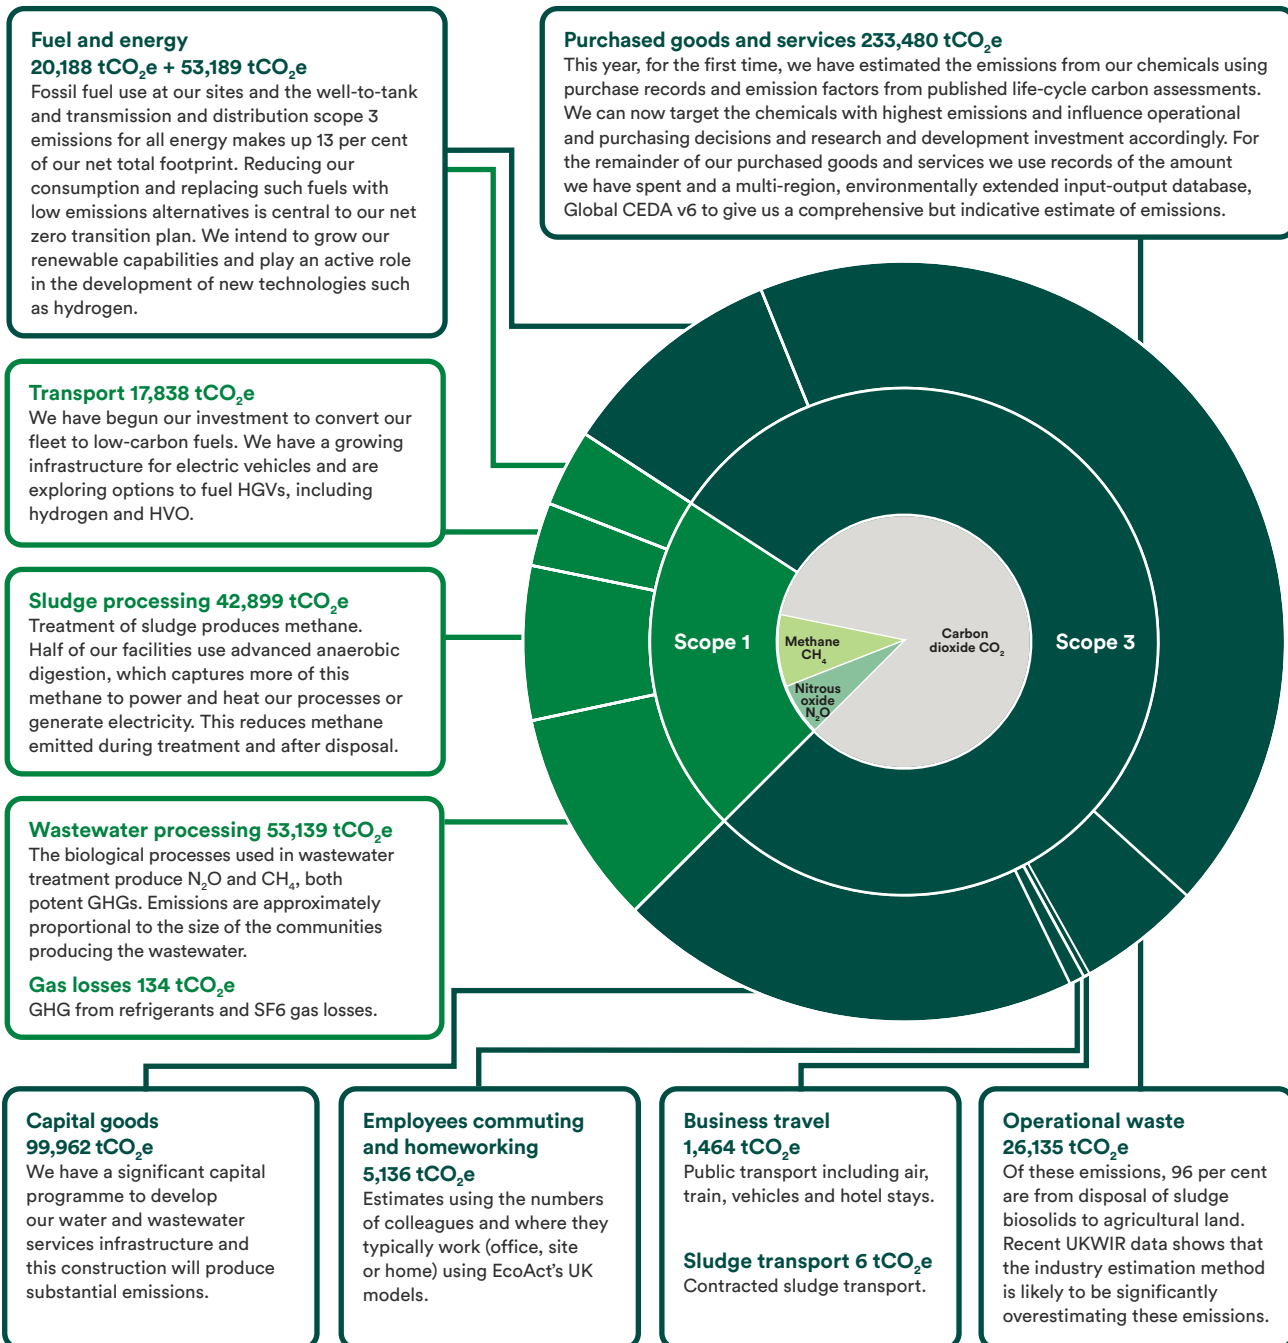 Fuel and energy
20,188 tCO₂e + 53,189 tCO₂e
Fossil fuel use at our sites and the well-to-tank
and transmission and distribution scope 3
emissions for all energy makes up 13 per cent
of our net total footprint. Reducing our
consumption and replacing such fuels with
low emissions alternatives is central to our net
zero transition plan. We intend to grow our
renewable capabilities and play an active role
in the development of new technologies such
as hydrogen.
Purchased goods and services 233,480 tCO₂e
This year, for the first time, we have estimated the emissions from our chemicals using
purchase records and emission factors from published life-cycle carbon assessments.
We can now target the chemicals with highest emissions and influence operational
and purchasing decisions and research and development investment accordingly. For
the remainder of our purchased goods and services we use records of the amount
we have spent and a multi-region, environmentally extended input-output database,
Global CEDA v6 to give us a comprehensive but indicative estimate of emissions.
Transport 17,838 tCO₂e
We have begun our investment to convert our
fleet to low-carbon fuels. We have a growing
infrastructure for electric vehicles and are
exploring options to fuel HGVs, including
hydrogen and HVO.
Sludge processing 42,899 tCO₂e
Treatment of sludge produces methane.
Half of our facilities use advanced anaerobic
digestion, which captures more of this
methane to power and heat our processes or
generate electricity. This reduces methane
emitted during treatment and after disposal.
Wastewater processing 53,139 tCO₂e
The biological processes used in wastewater
treatment produce N₂O and CH₄, both
potent GHGs. Emissions are approximately
proportional to the size of the communities
producing the wastewater.
Gas losses 134 tCO₂e
GHG from refrigerants and SF6 gas losses.
Scope 1
Methane
CH₄
Nitrous
oxide
N₂O
Carbon
dioxide CO₂
Scope 3
Capital goods
99,962 tCO₂e
We have a significant capital
programme to develop
our water and wastewater
services infrastructure and
this construction will produce
substantial emissions.
Employees commuting
and homeworking
5,136 tCO₂e
Estimates using the numbers
of colleagues and where they
typically work (office, site
or home) using EcoAct's UK
models.
Business travel
1,464 tCO₂e
Public transport including air,
train, vehicles and hotel stays.
Sludge transport 6 tCO₂e
Contracted sludge transport.
Operational waste
26,135 tCO₂e
Of these emissions, 96 per cent
are from disposal of sludge
biosolids to agricultural land.
Recent UKWIR data shows that
the industry estimation method
is likely to be significantly
overestimating these emissions.